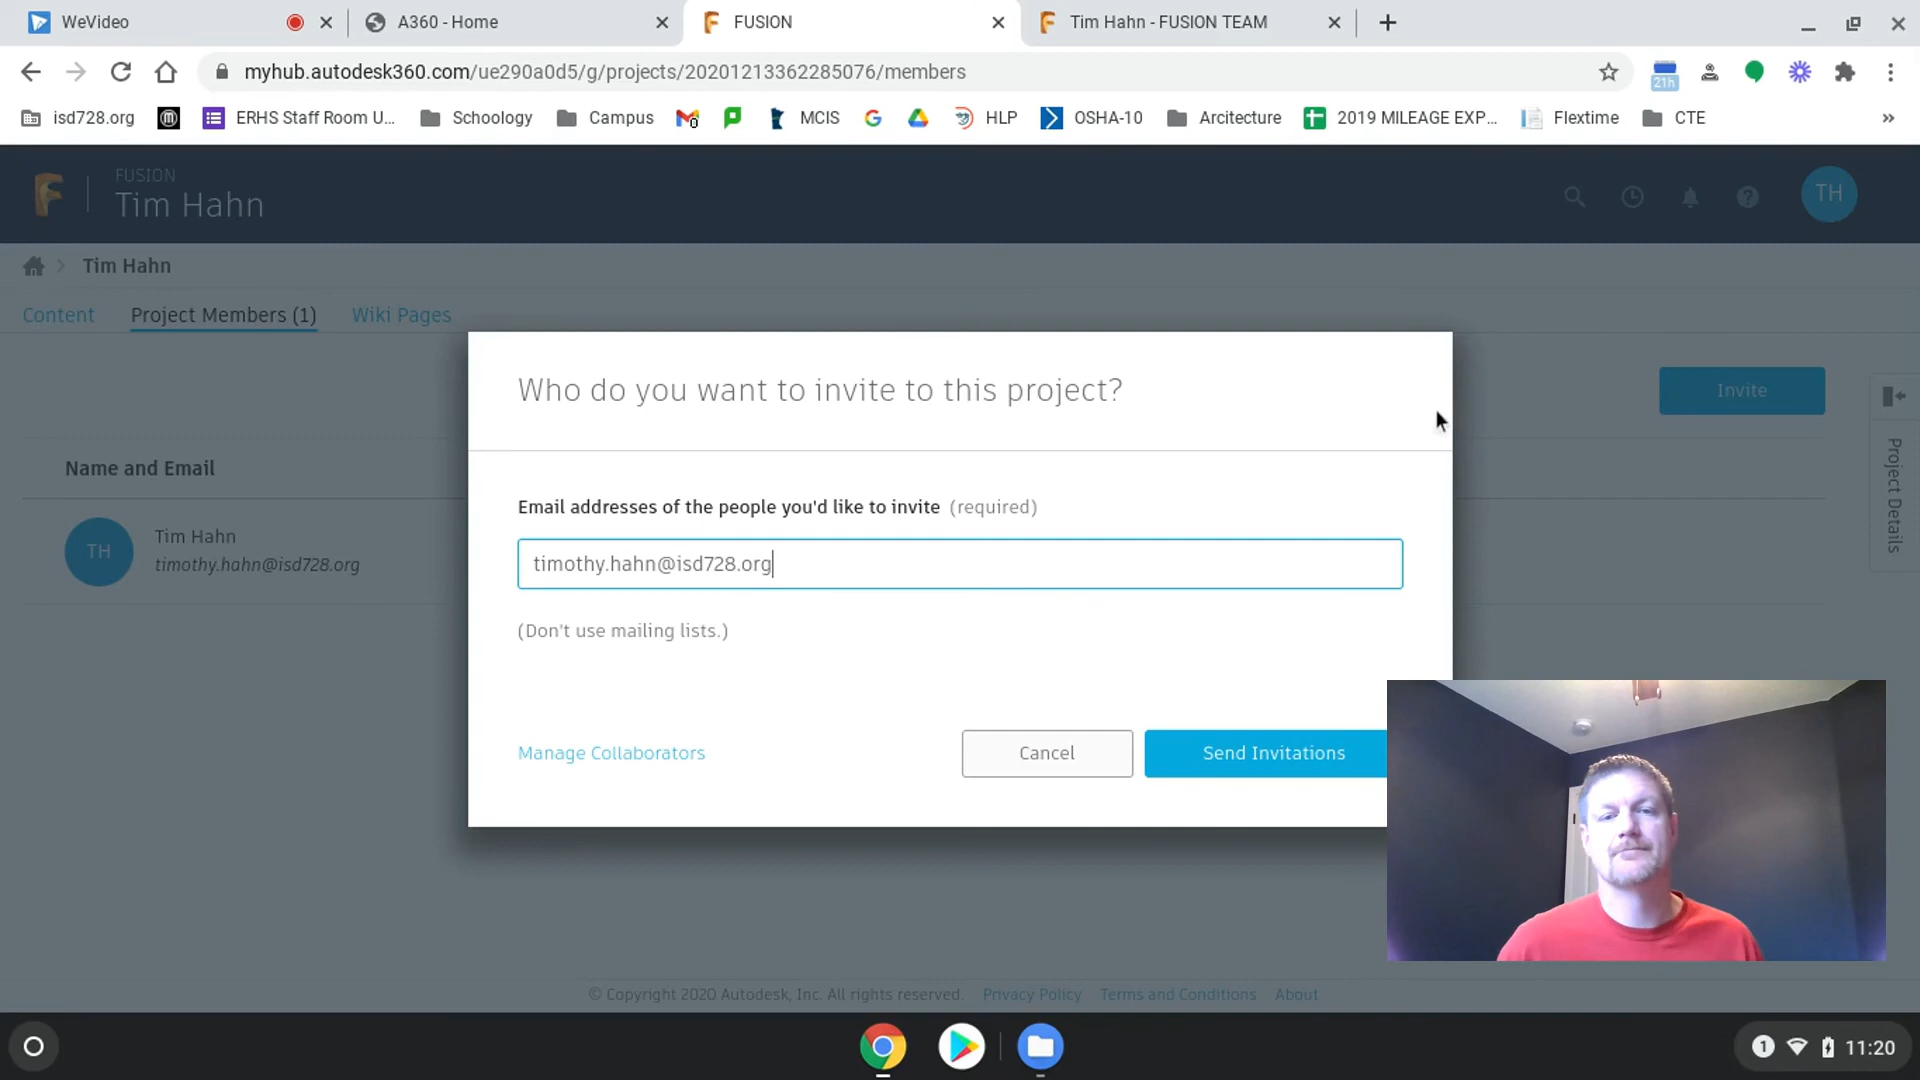 WeVideo
A360 - Home
FUSION
Tim Hahn - FUSION TEAM
myhub.autodesk360.com/ue290a0d5/g/projects/20201213362285076/members
21h
isd728.org
ERHS Staff Room U...
Schoology
Campus
0
MCIS
HLP
OSHA-10
Arcitecture
2019 MILEAGE EXP...
Flextime
CTE
FUSION
Tim Hahn
TH
Tim Hahn
Content
Project Members (1)
Wiki Pages
Invite
Project Details
Name and Email
TH
Tim Hahn
timothy.hahn@isd728.org
Who do you want to invite to this project?
Email addresses of the people you'd like to invite (required)
timothy.hahn@isd728.org
(Don't use mailing lists.)
Manage Collaborators
Cancel
Send Invitations
© Copyright 2020 Autodesk, Inc. All rights reserved. Privacy Policy Terms and Conditions About
1
11:20